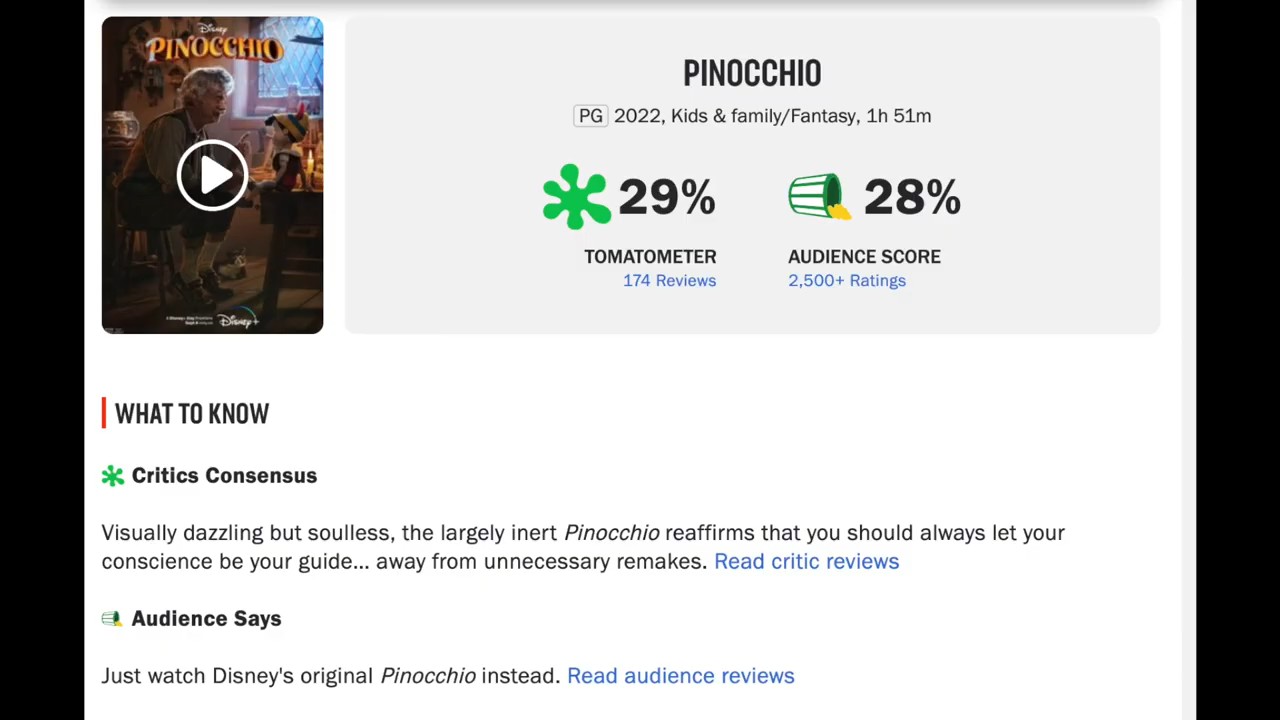 Disney
PINOCCHIO
Disney+
PINOCCHIO
PG 2022, Kids & family/Fantasy, 1h 51m
29% 28%
TOMATOMETER AUDIENCE SCORE
174 Reviews 2,500+ Ratings
WHAT TO KNOW
Critics Consensus
Visually dazzling but soulless, the largely inert Pinocchio reaffirms that you should always let your
conscience be your guide... away from unnecessary remakes. Read critic reviews
Audience Says
Just watch Disney's original Pinocchio instead. Read audience reviews